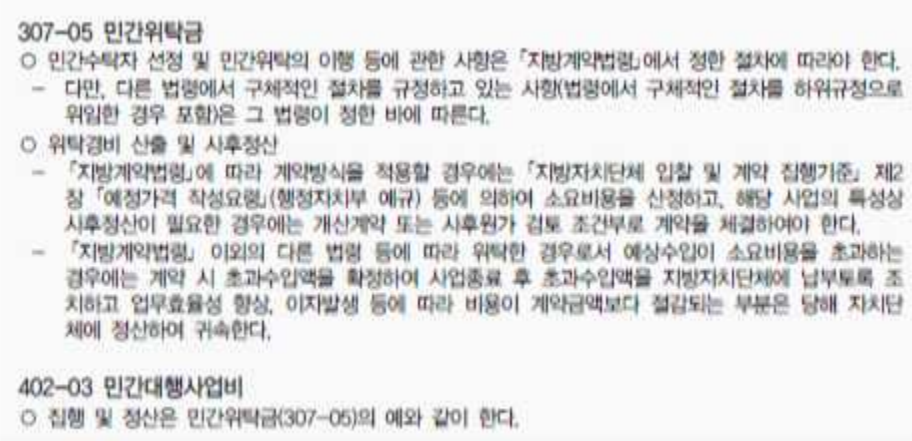 307-05 민간위탁금
○ 민간수탁자 선정 및 민간위탁의 이행 등에 관한 사항은 「지방계약법령」에서 정한 절차에 따라야 한다.
- 다만, 다른 법령에서 구체적인 절차를 규정하고 있는 사항(법령에서 구체적인 절차를 하위규정으로
위임한 경우 포함)은 그 법령이 정한 바에 따른다.
○ 위탁경비 산출 및 사후정산
- 「지방계약법령」에 따라 계약방식을 적용할 경우에는 「지방자치단체 입찰 및 계약 집행기준」 제2
장 「예정가격 작성요령」(행정자치부 예규) 등에 의하여 소요비용을 산정하고, 해당 사업의 특성상
사후정산이 필요한 경우에는 개산계약 또는 사후원가 검토 조건부로 계약을 체결하여야 한다.
- 「지방계약법령」 이외의 다른 법령 등에 따라 위탁한 경우로서 예상수입이 소요비용을 초과하는
경우에는 계약 시 초과수입액을 확정하여 사업종료 후 초과수입액을 지방자치단체에 납부토록 조
치하고 업무효율성 향상, 이자발생 등에 따라 비용이 계약금액보다 절감되는 부분은 당해 자치단
체에 정산하여 귀속한다.
402-03 민간대행사업비
○ 집행 및 정산은 민간위탁금(307-05)의 예와 같이 한다.